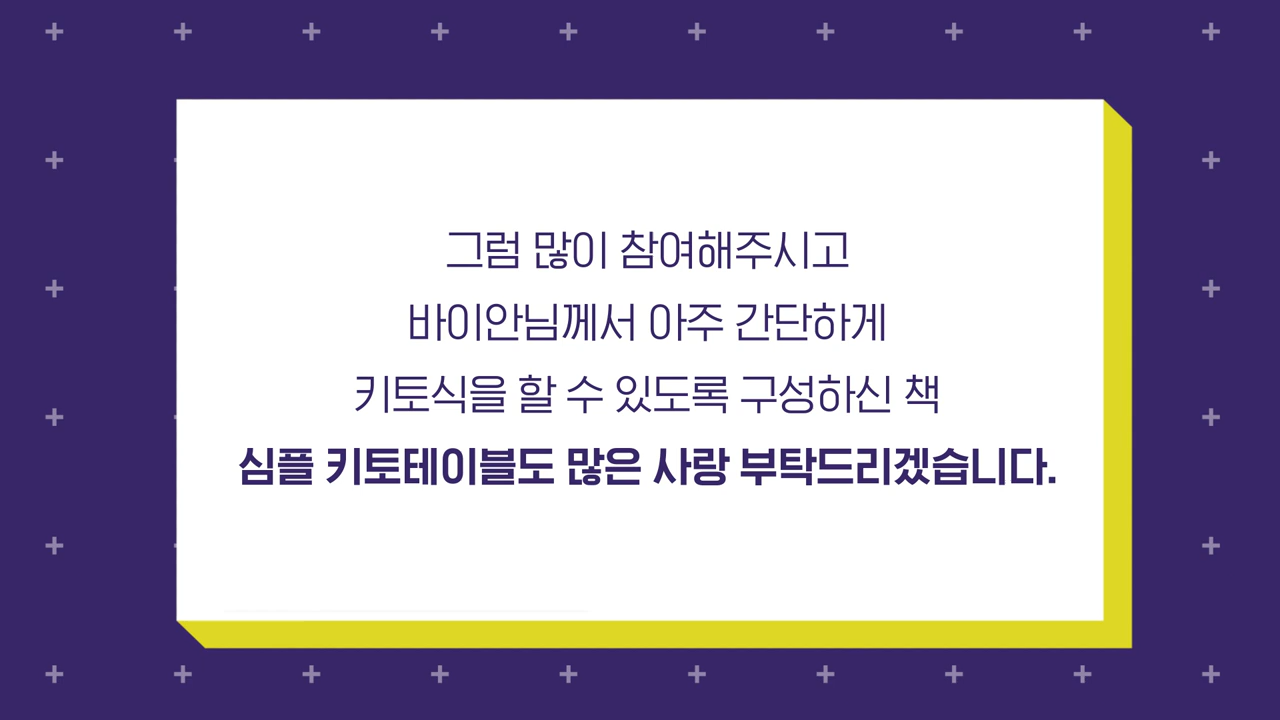 그럼 많이 참여해주시고
바이안님께서 아주 간단하게
키토식을 할 수 있도록 구성하신 책
심플 키토테이블도 많은 사랑 부탁드리겠습니다.